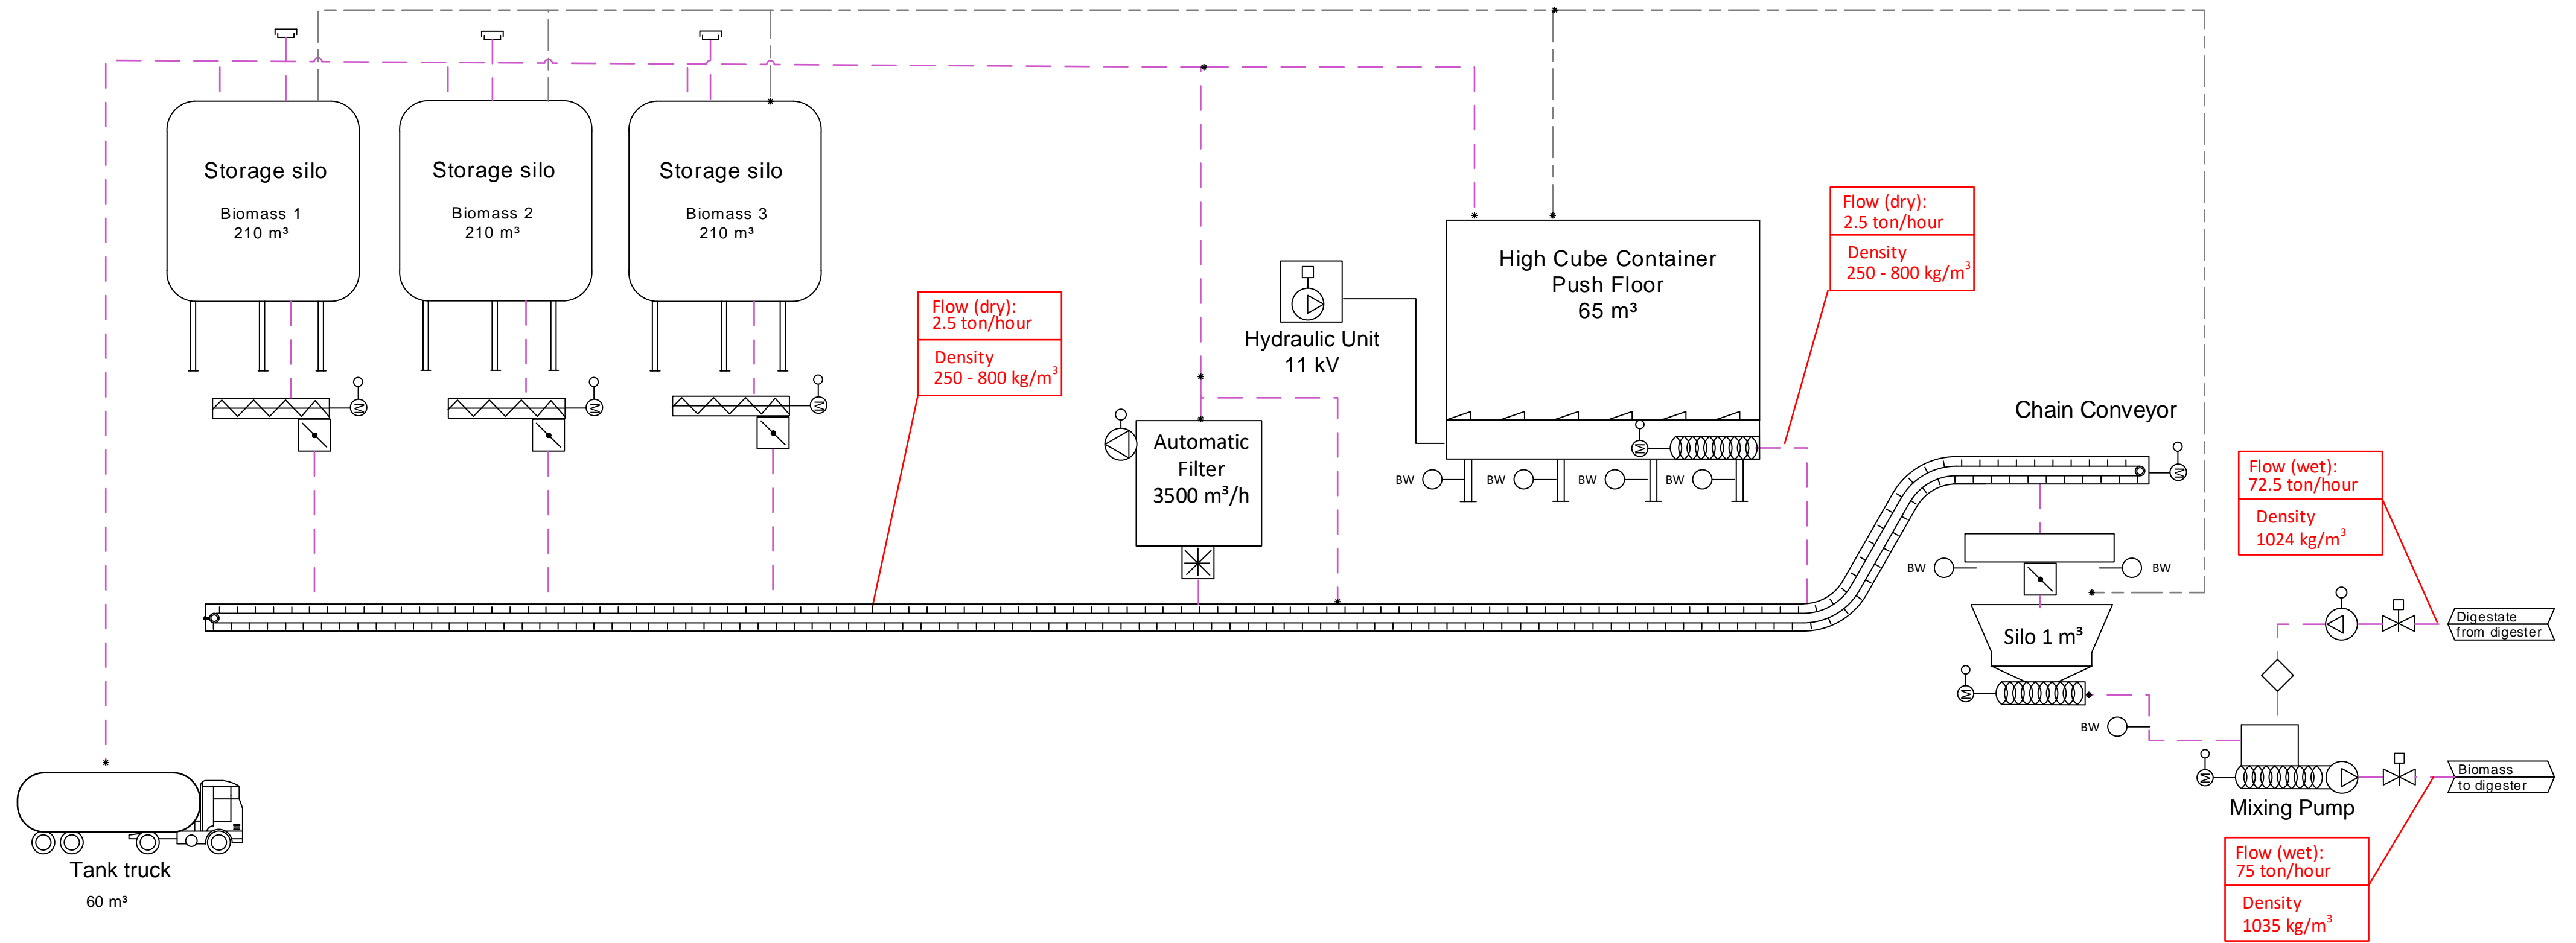 Storage silo
Biomass 1
210 m³
Storage silo
Biomass 2
210 m³
Storage silo
Biomass 3
210 m³
M
M
M
Flow (dry):
2.5 ton/hour
Density
250 - 800 kg/m³
Hydraulic Unit
11 kV
Automatic
Filter
3500 m³/h
High Cube Container
Push Floor
65 m³
M
BW
BW
BW
BW
Flow (dry):
2.5 ton/hour
Density
250 - 800 kg/m³
Chain Conveyor
M
BW
BW
Silo 1 m³
M
BW
Flow (wet):
72.5 ton/hour
Density
1024 kg/m³
Digestate
from digester
M
Mixing Pump
Biomass
to digester
Flow (wet):
75 ton/hour
Density
1035 kg/m³
Tank truck
60 m³